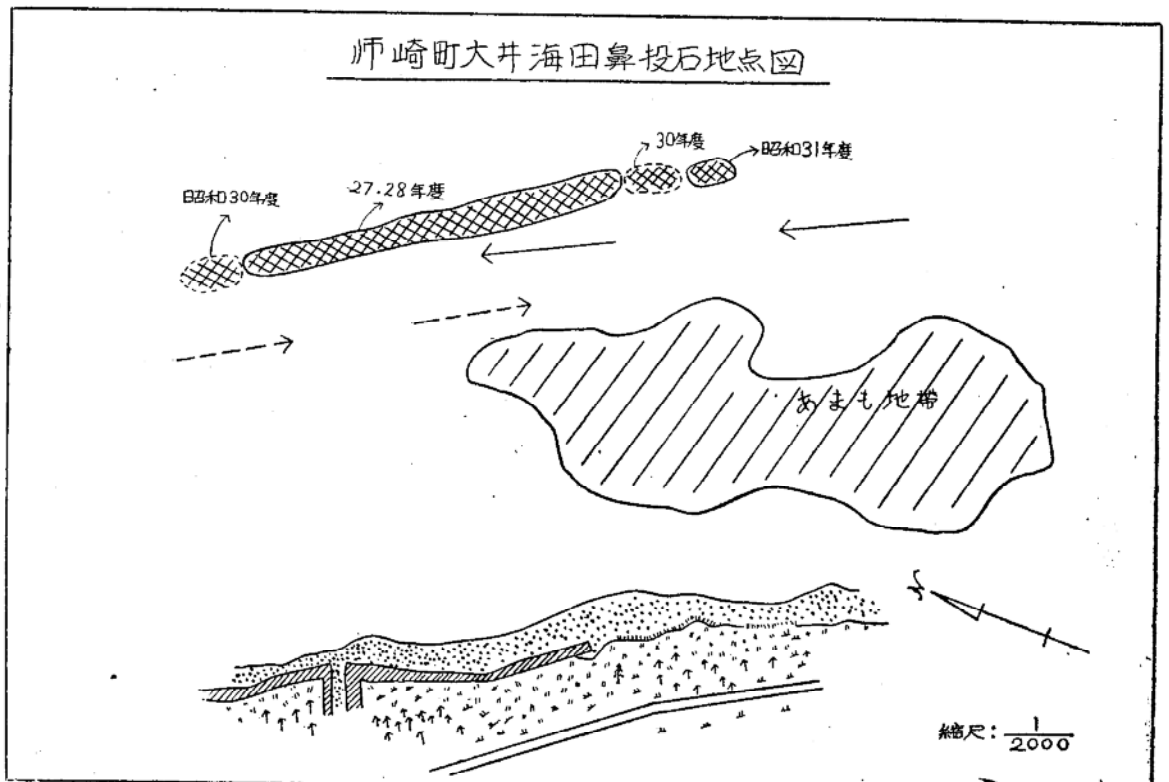 师崎町大井海田鼻投石地点図
30年度
昭和31年度
27.28年度
昭和30年度
あまも地帯
縮尺: 1/2000